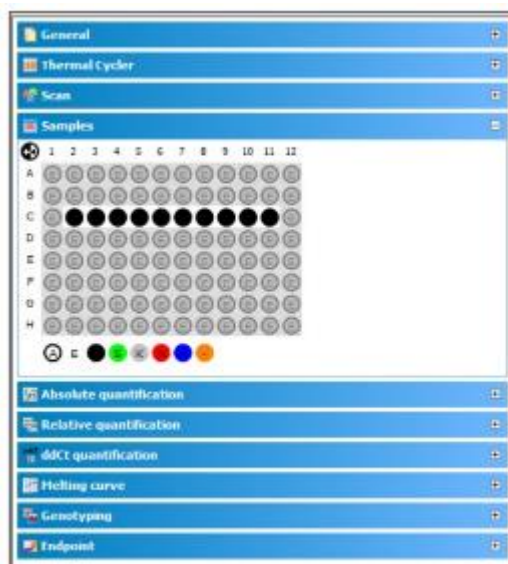 General
Thermal Cycler
Scan
Samples
1 2 3 4 5 6 7 8 9 10 11 12
A
B
C
D
E
F
G
H
A E
Absolute quantification
Relative quantification
ddCt quantification
Melting curve
Genotyping
Endpoint